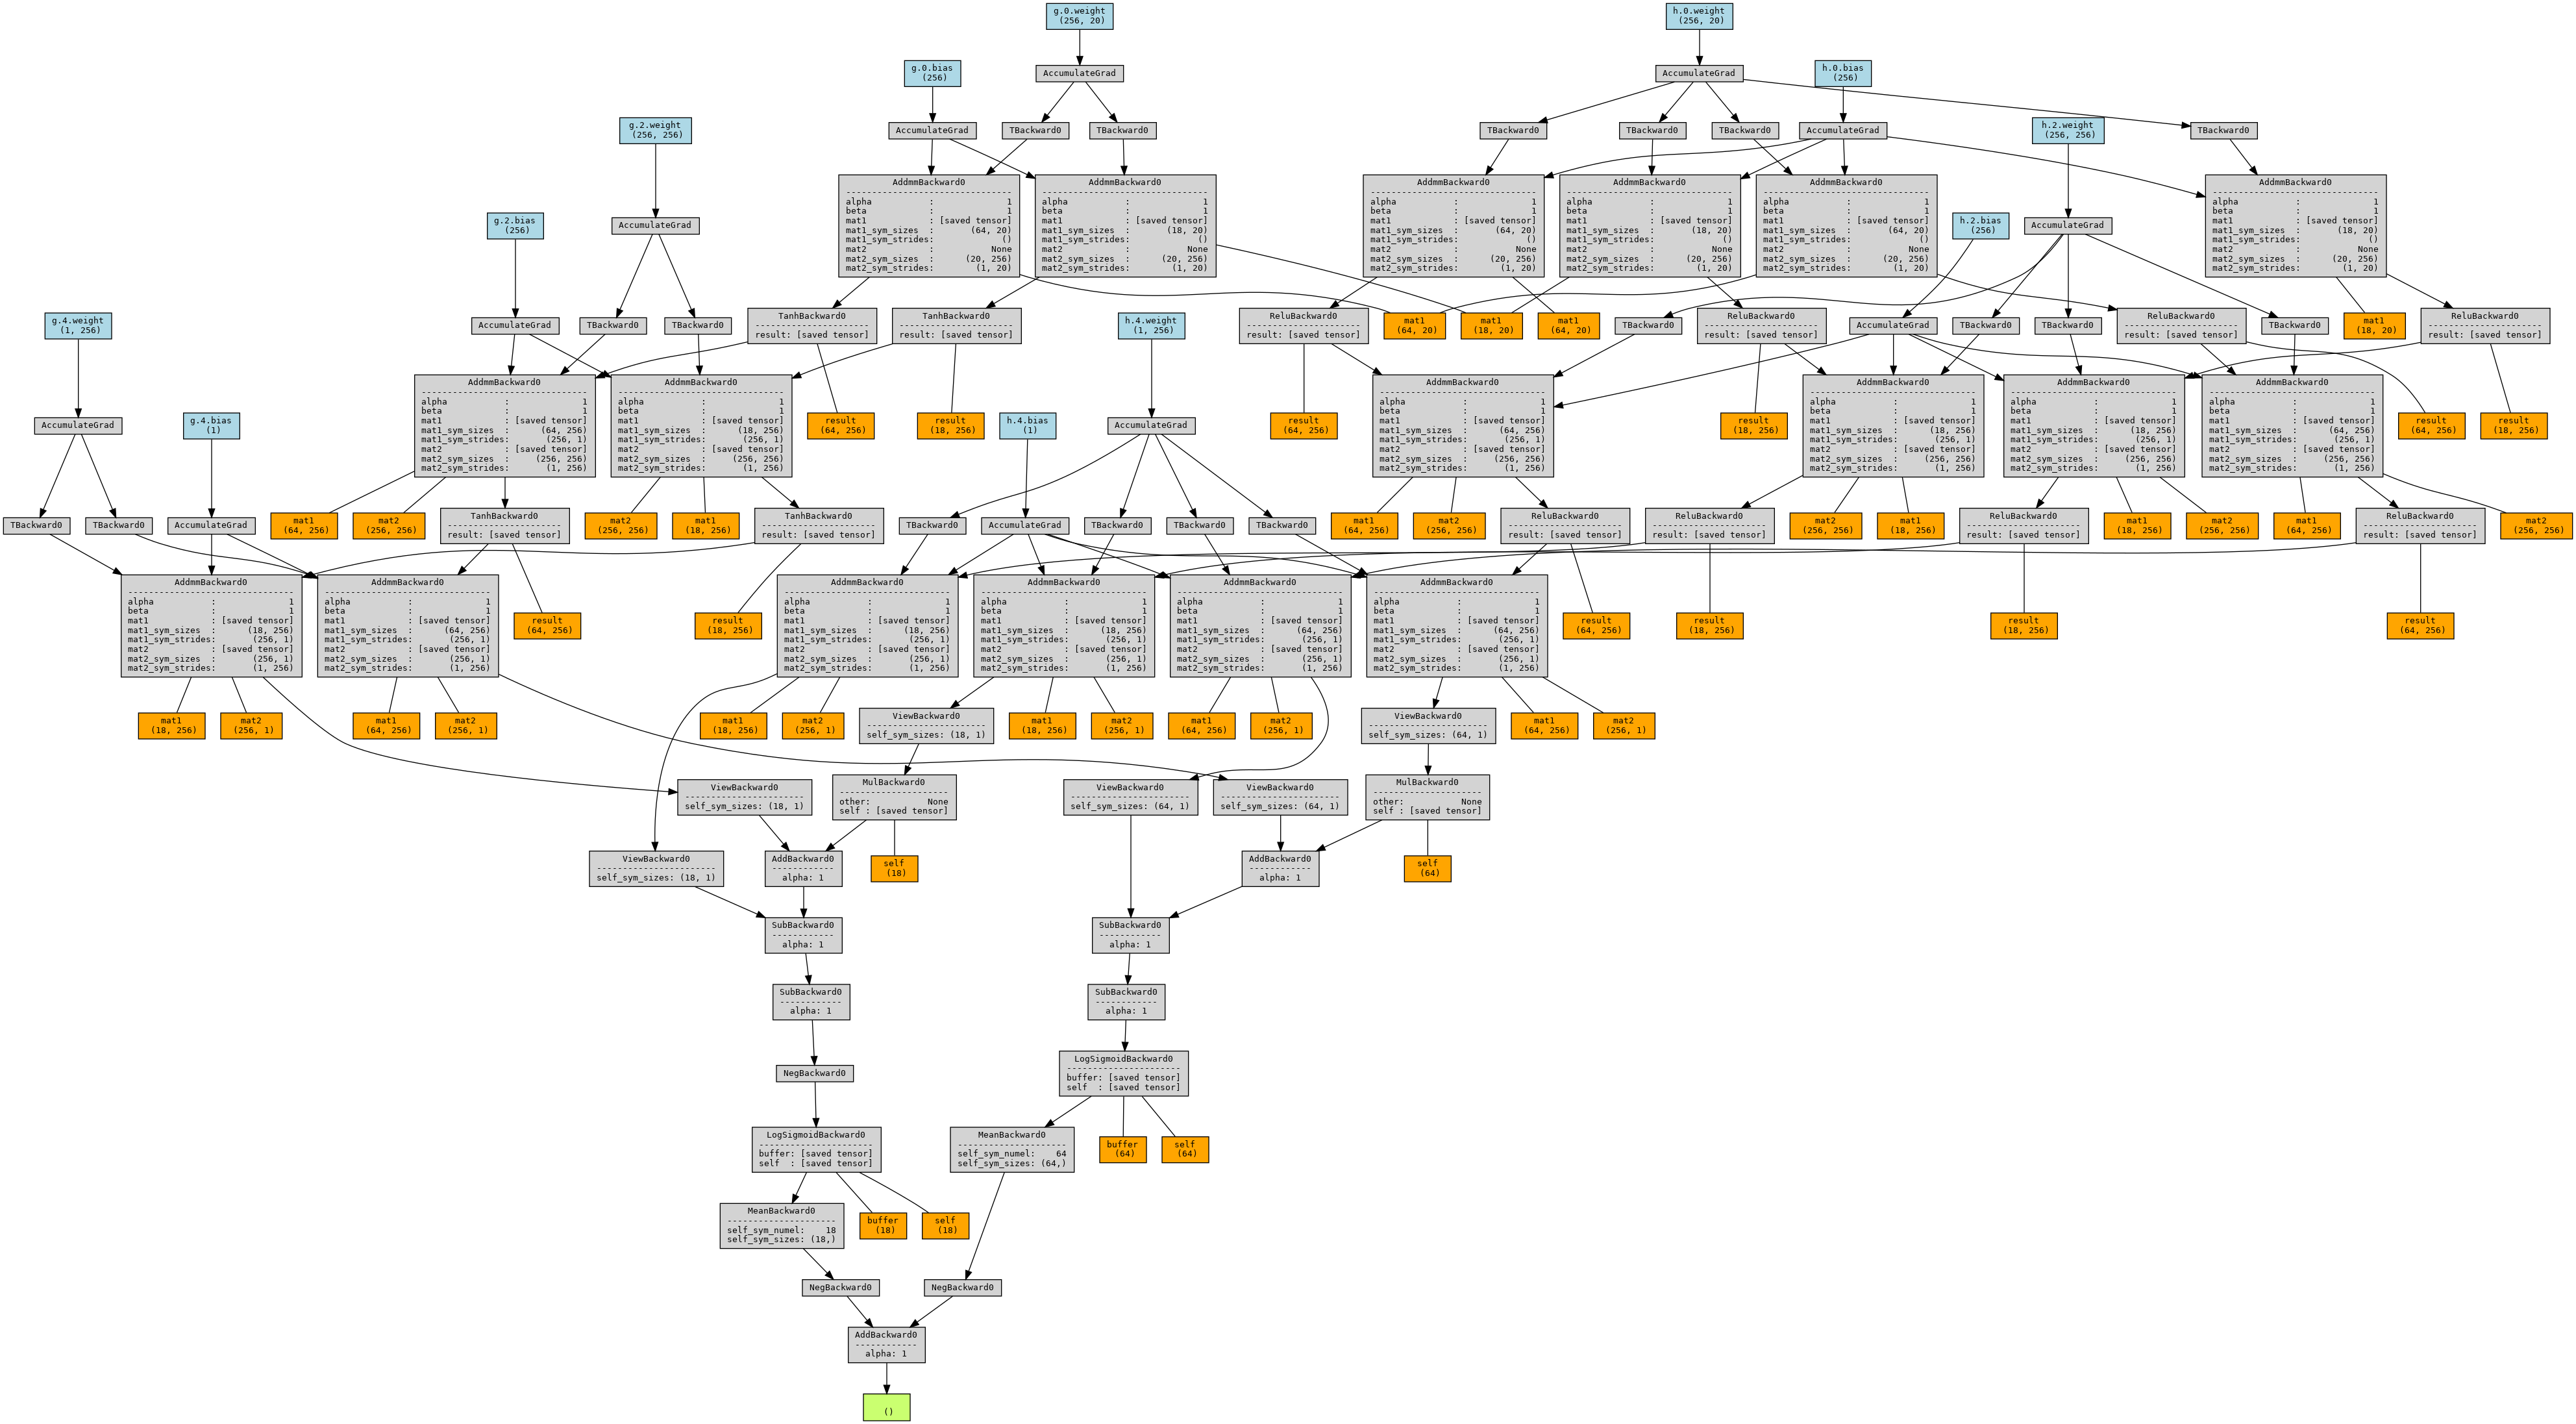 g.0.weight
(256, 20)
h.0.weight
(256, 20)
g.0.bias
(256)
AccumulateGrad
AccumulateGrad
h.0.bias
(256)
g.2.weight
(256, 256)
AccumulateGrad
TBackward0
TBackward0
TBackward0
TBackward0
TBackward0
AccumulateGrad
h.2.weight
(256, 256)
TBackward0
AddmmBackward0
-------------------------------
alpha : 1
beta : 1
mat1 : [saved tensor]
mat1_sym_sizes : (64, 20)
mat1_sym_strides: ()
mat2 : None
mat2_sym_sizes : (20, 256)
mat2_sym_strides: (1, 20)
AddmmBackward0
-------------------------------
alpha : 1
beta : 1
mat1 : [saved tensor]
mat1_sym_sizes : (18, 20)
mat1_sym_strides: ()
mat2 : None
mat2_sym_sizes : (20, 256)
mat2_sym_strides: (1, 20)
AddmmBackward0
-------------------------------
alpha : 1
beta : 1
mat1 : [saved tensor]
mat1_sym_sizes : (64, 20)
mat1_sym_strides: ()
mat2 : None
mat2_sym_sizes : (20, 256)
mat2_sym_strides: (1, 20)
AddmmBackward0
-------------------------------
alpha : 1
beta : 1
mat1 : [saved tensor]
mat1_sym_sizes : (18, 20)
mat1_sym_strides: ()
mat2 : None
mat2_sym_sizes : (20, 256)
mat2_sym_strides: (1, 20)
AddmmBackward0
-------------------------------
alpha : 1
beta : 1
mat1 : [saved tensor]
mat1_sym_sizes : (64, 20)
mat1_sym_strides: ()
mat2 : None
mat2_sym_sizes : (20, 256)
mat2_sym_strides: (1, 20)
AddmmBackward0
-------------------------------
alpha : 1
beta : 1
mat1 : [saved tensor]
mat1_sym_sizes : (18, 20)
mat1_sym_strides: ()
mat2 : None
mat2_sym_sizes : (20, 256)
mat2_sym_strides: (1, 20)
g.2.bias
(256)
AccumulateGrad
h.2.bias
(256)
AccumulateGrad
g.4.weight
(1, 256)
AccumulateGrad
TBackward0
TBackward0
TanhBackward0
---------------------
result: [saved tensor]
TanhBackward0
---------------------
result: [saved tensor]
h.4.weight
(1, 256)
ReluBackward0
---------------------
result: [saved tensor]
mat1
(64, 20)
mat1
(18, 20)
mat1
(64, 20)
TBackward0
ReluBackward0
---------------------
result: [saved tensor]
AccumulateGrad
TBackward0
TBackward0
ReluBackward0
---------------------
result: [saved tensor]
TBackward0
mat1
(18, 20)
ReluBackward0
---------------------
result: [saved tensor]
AccumulateGrad
g.4.bias
(1)
AddmmBackward0
-------------------------------
alpha : 1
beta : 1
mat1 : [saved tensor]
mat1_sym_sizes : (64, 256)
mat1_sym_strides: (256, 1)
mat2 : [saved tensor]
mat2_sym_sizes : (256, 256)
mat2_sym_strides: (1, 256)
AddmmBackward0
-------------------------------
alpha : 1
beta : 1
mat1 : [saved tensor]
mat1_sym_sizes : (18, 256)
mat1_sym_strides: (256, 1)
mat2 : [saved tensor]
mat2_sym_sizes : (256, 256)
mat2_sym_strides: (1, 256)
result
(64, 256)
result
(18, 256)
h.4.bias
(1)
AccumulateGrad
result
(64, 256)
AddmmBackward0
-------------------------------
alpha : 1
beta : 1
mat1 : [saved tensor]
mat1_sym_sizes : (64, 256)
mat1_sym_strides: (256, 1)
mat2 : [saved tensor]
mat2_sym_sizes : (256, 256)
mat2_sym_strides: (1, 256)
result
(18, 256)
AddmmBackward0
-------------------------------
alpha : 1
beta : 1
mat1 : [saved tensor]
mat1_sym_sizes : (18, 256)
mat1_sym_strides: (256, 1)
mat2 : [saved tensor]
mat2_sym_sizes : (256, 256)
mat2_sym_strides: (1, 256)
AddmmBackward0
-------------------------------
alpha : 1
beta : 1
mat1 : [saved tensor]
mat1_sym_sizes : (18, 256)
mat1_sym_strides: (256, 1)
mat2 : [saved tensor]
mat2_sym_sizes : (256, 256)
mat2_sym_strides: (1, 256)
AddmmBackward0
-------------------------------
alpha : 1
beta : 1
mat1 : [saved tensor]
mat1_sym_sizes : (64, 256)
mat1_sym_strides: (256, 1)
mat2 : [saved tensor]
mat2_sym_sizes : (256, 256)
mat2_sym_strides: (1, 256)
result
(64, 256)
result
(18, 256)
TBackward0
TBackward0
AccumulateGrad
mat1
(64, 256)
mat2
(256, 256)
TanhBackward0
---------------------
result: [saved tensor]
mat2
(256, 256)
mat1
(18, 256)
TanhBackward0
---------------------
result: [saved tensor]
TBackward0
AccumulateGrad
TBackward0
TBackward0
TBackward0
mat1
(64, 256)
mat2
(256, 256)
ReluBackward0
---------------------
result: [saved tensor]
ReluBackward0
---------------------
result: [saved tensor]
mat2
(256, 256)
mat1
(18, 256)
ReluBackward0
---------------------
result: [saved tensor]
mat1
(18, 256)
mat2
(256, 256)
mat1
(64, 256)
ReluBackward0
---------------------
result: [saved tensor]
mat2
(256, 256)
AddmmBackward0
-------------------------------
alpha : 1
beta : 1
mat1 : [saved tensor]
mat1_sym_sizes : (18, 256)
mat1_sym_strides: (256, 1)
mat2 : [saved tensor]
mat2_sym_sizes : (256, 1)
mat2_sym_strides: (1, 256)
AddmmBackward0
-------------------------------
alpha : 1
beta : 1
mat1 : [saved tensor]
mat1_sym_sizes : (64, 256)
mat1_sym_strides: (256, 1)
mat2 : [saved tensor]
mat2_sym_sizes : (256, 1)
mat2_sym_strides: (1, 256)
result
(64, 256)
result
(18, 256)
AddmmBackward0
-------------------------------
alpha : 1
beta : 1
mat1 : [saved tensor]
mat1_sym_sizes : (18, 256)
mat1_sym_strides: (256, 1)
mat2 : [saved tensor]
mat2_sym_sizes : (256, 1)
mat2_sym_strides: (1, 256)
AddmmBackward0
-------------------------------
alpha : 1
beta : 1
mat1 : [saved tensor]
mat1_sym_sizes : (18, 256)
mat1_sym_strides: (256, 1)
mat2 : [saved tensor]
mat2_sym_sizes : (256, 1)
mat2_sym_strides: (1, 256)
AddmmBackward0
-------------------------------
alpha : 1
beta : 1
mat1 : [saved tensor]
mat1_sym_sizes : (64, 256)
mat1_sym_strides: (256, 1)
mat2 : [saved tensor]
mat2_sym_sizes : (256, 1)
mat2_sym_strides: (1, 256)
AddmmBackward0
-------------------------------
alpha : 1
beta : 1
mat1 : [saved tensor]
mat1_sym_sizes : (64, 256)
mat1_sym_strides: (256, 1)
mat2 : [saved tensor]
mat2_sym_sizes : (256, 1)
mat2_sym_strides: (1, 256)
result
(64, 256)
result
(18, 256)
result
(18, 256)
result
(64, 256)
mat1
(18, 256)
mat2
(256, 1)
mat1
(64, 256)
mat2
(256, 1)
mat1
(18, 256)
mat2
(256, 1)
ViewBackward0
----------------------
self_sym_sizes: (18, 1)
mat1
(18, 256)
mat2
(256, 1)
mat1
(64, 256)
mat2
(256, 1)
ViewBackward0
----------------------
self_sym_sizes: (64, 1)
mat1
(64, 256)
mat2
(256, 1)
ViewBackward0
----------------------
self_sym_sizes: (18, 1)
MulBackward0
--------------------
other: None
self : [saved tensor]
ViewBackward0
----------------------
self_sym_sizes: (64, 1)
ViewBackward0
----------------------
self_sym_sizes: (64, 1)
MulBackward0
--------------------
other: None
self : [saved tensor]
ViewBackward0
----------------------
self_sym_sizes: (18, 1)
AddBackward0
------------
alpha: 1
self
(18)
AddBackward0
------------
alpha: 1
self
(64)
SubBackward0
------------
alpha: 1
SubBackward0
------------
alpha: 1
SubBackward0
------------
alpha: 1
SubBackward0
------------
alpha: 1
NegBackward0
LogSigmoidBackward0
---------------------
buffer: [saved tensor]
self : [saved tensor]
LogSigmoidBackward0
---------------------
buffer: [saved tensor]
self : [saved tensor]
MeanBackward0
--------------------
self_sym_numel: 64
self_sym_sizes: (64,)
buffer
(64)
self
(64)
MeanBackward0
--------------------
self_sym_numel: 18
self_sym_sizes: (18,)
buffer
(18)
self
(18)
NegBackward0
NegBackward0
AddBackward0
------------
alpha: 1
()